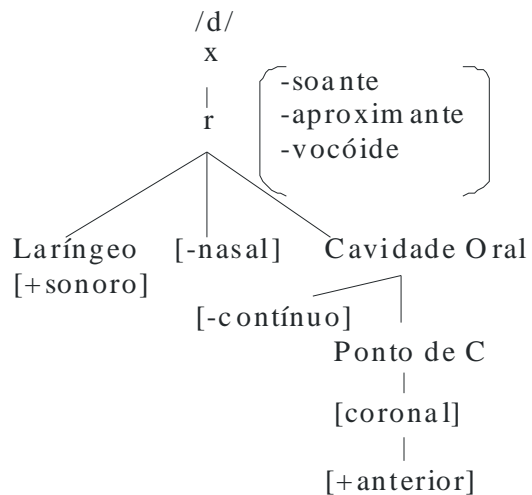 /d/
x
r
-soante
-aproximante
-vocóide
Laríngeo [-nasal] Cavidade Oral
[+sonoro]
[-contínuo]
Ponto de C
[coronal]
[+anterior]